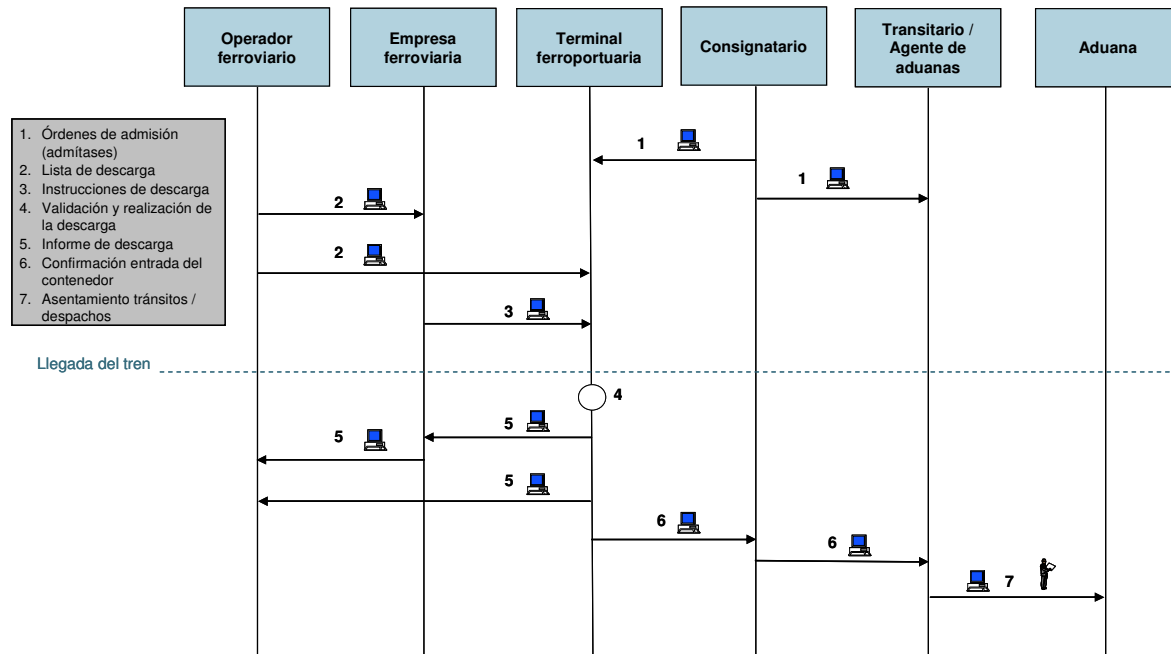 Operador
ferroviario
Empresa
ferroviaria
Terminal
ferroportuaria
Consignatario
Transitario /
Agente de
aduanas
Aduana
1. Órdenes de admisión
(admítases)
2. Lista de descarga
3. Instrucciones de descarga
4. Validación y realización de
la descarga
5. Informe de descarga
6. Confirmación entrada del
contenedor
7. Asentamiento tránsitos /
despachos
1
1
2
2
3
Llegada del tren
4
5
5
5
6
6
7